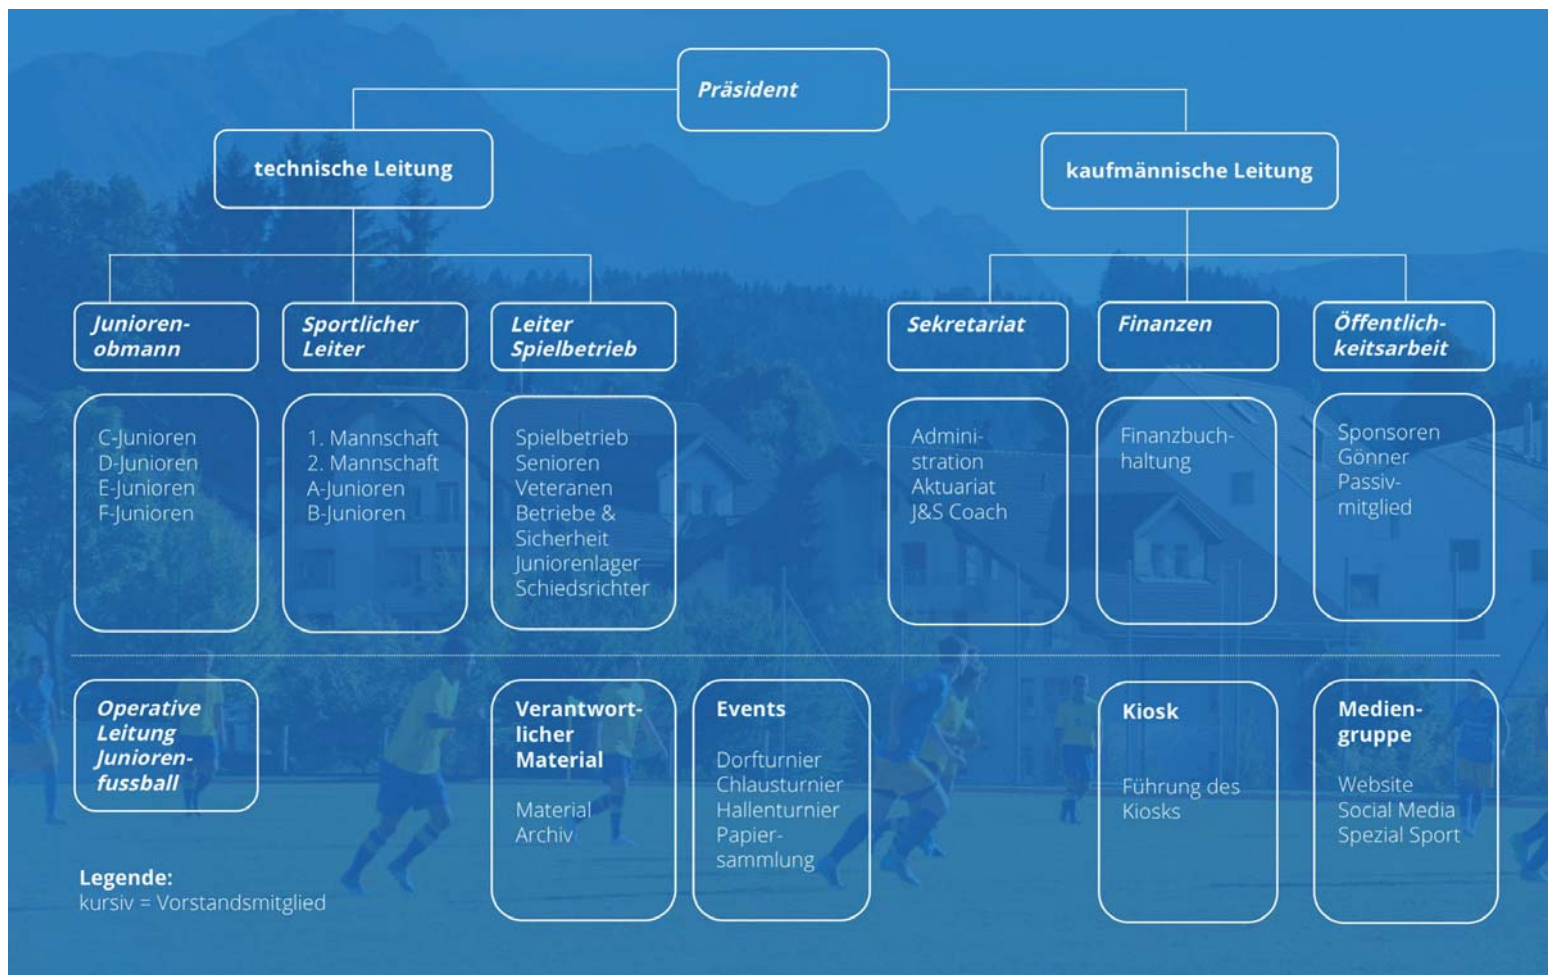 Präsident
technische Leitung
kaufmännische Leitung
Junioren-
obmann
Sportlicher
Leiter
Leiter
Spielbetrieb
Sekretariat
Finanzen
Öffentlich-
keitsarbeit
C-Junioren
D-Junioren
E-Junioren
F-Junioren
1. Mannschaft
2. Mannschaft
A-Junioren
B-Junioren
Spielbetrieb
Senioren
Veteranen
Betriebe &
Sicherheit
Juniorenlager
Schiedsrichter
Admini-
stration
Aktuariat
J&S Coach
Finanzbuch-
haltung
Sponsoren
Gönner
Passiv-
mitglied
Operative
Leitung
Junioren-
fussball
Verantwort-
licher
Material
Material
Archiv
Events
Dorfturnier
Chlausturnier
Hallenturnier
Papier-
sammlung
Kiosk
Führung des
Kiosks
Medien-
gruppe
Website
Social Media
Spezial Sport
Legende:
kursiv = Vorstandsmitglied